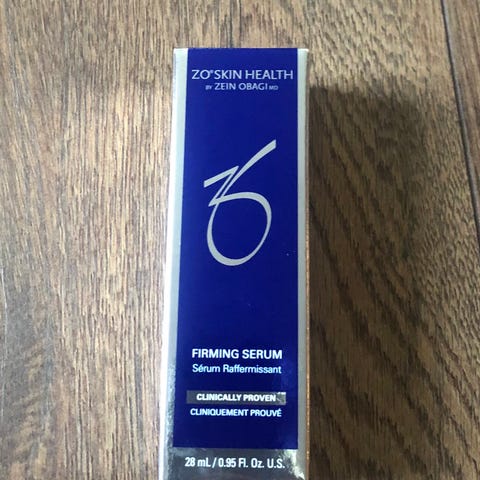 ZO® SKIN HEALTH
BY ZEIN OBAGI MD
ZO
FIRMING SERUM
Sérum Raffermissant
CLINICALLY PROVEN
CLINIQUEMENT PROUVÉ
28 mL / 0.95 Fl. Oz. U.S.